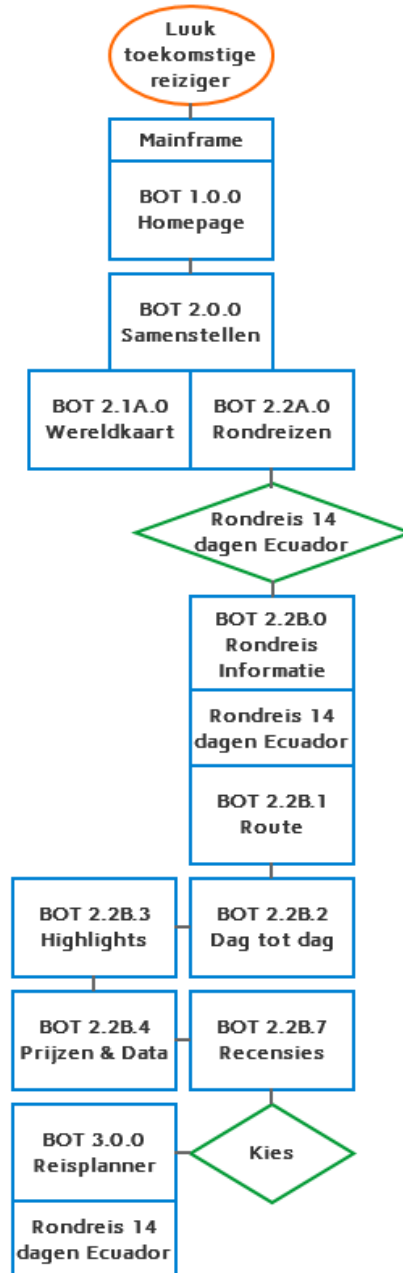 Luuk
toekomstige
reiziger
Mainframe
BOT 1.0.0
Homepage
BOT 2.0.0
Samenstellen
BOT 2.1A.0
Wereldkaart
BOT 2.2A.0
Rondreizen
Rondreis 14
dagen Ecuador
BOT 2.2B.0
Rondreis
Informatie
Rondreis 14
dagen Ecuador
BOT 2.2B.1
Route
BOT 2.2B.3
Highlights
BOT 2.2B.2
Dag tot dag
BOT 2.2B.4
Prijzen & Data
BOT 2.2B.7
Recensies
BOT 3.0.0
Reisplanner
Kies
Rondreis 14
dagen Ecuador